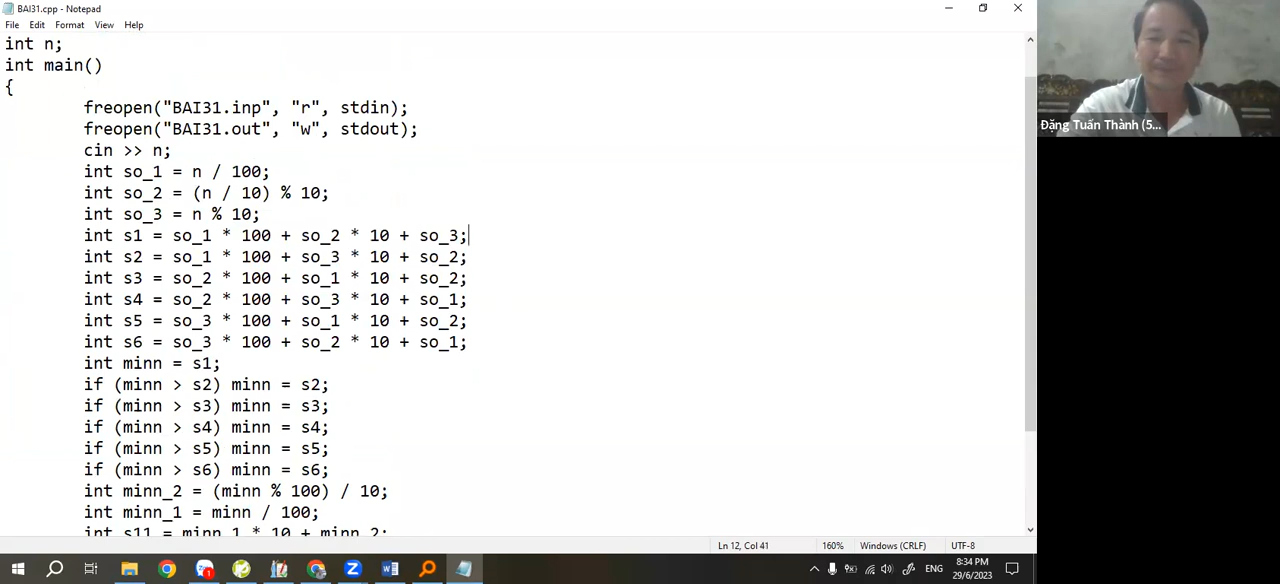 BAI31.cpp - Notepad
File Edit Format View Help
int n;
int main()
{
freopen("BAI31.inp", "r", stdin);
freopen("BAI31.out", "w", stdout);
cin >> n;
int so_1 = n / 100;
int so_2 = (n / 10) % 10;
int so_3 = n % 10;
int s1 = so_1 * 100 + so_2 * 10 + so_3;
int s2 = so_1 * 100 + so_3 * 10 + so_2;
int s3 = so_2 * 100 + so_1 * 10 + so_2;
int s4 = so_2 * 100 + so_3 * 10 + so_1;
int s5 = so_3 * 100 + so_1 * 10 + so_2;
int s6 = so_3 * 100 + so_2 * 10 + so_1;
int minn = s1;
if (minn > s2) minn = s2;
if (minn > s3) minn = s3;
if (minn > s4) minn = s4;
if (minn > s5) minn = s5;
if (minn > s6) minn = s6;
int minn_2 = (minn % 100) / 10;
int minn_1 = minn / 100;
int s11 = minn_1 * 10 + minn_2;
Ln 12, Col 41 160% Windows (CRLF) UTF-8
ENG
8:34 PM
29/6/2023
Đặng Tuấn Thành (5...